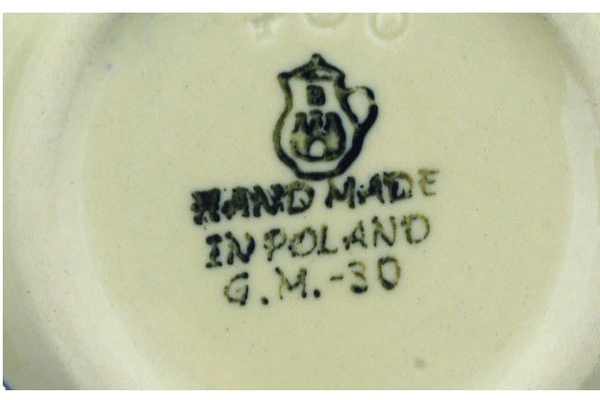 B
HAND MADE
IN POLAND
G.M.-30